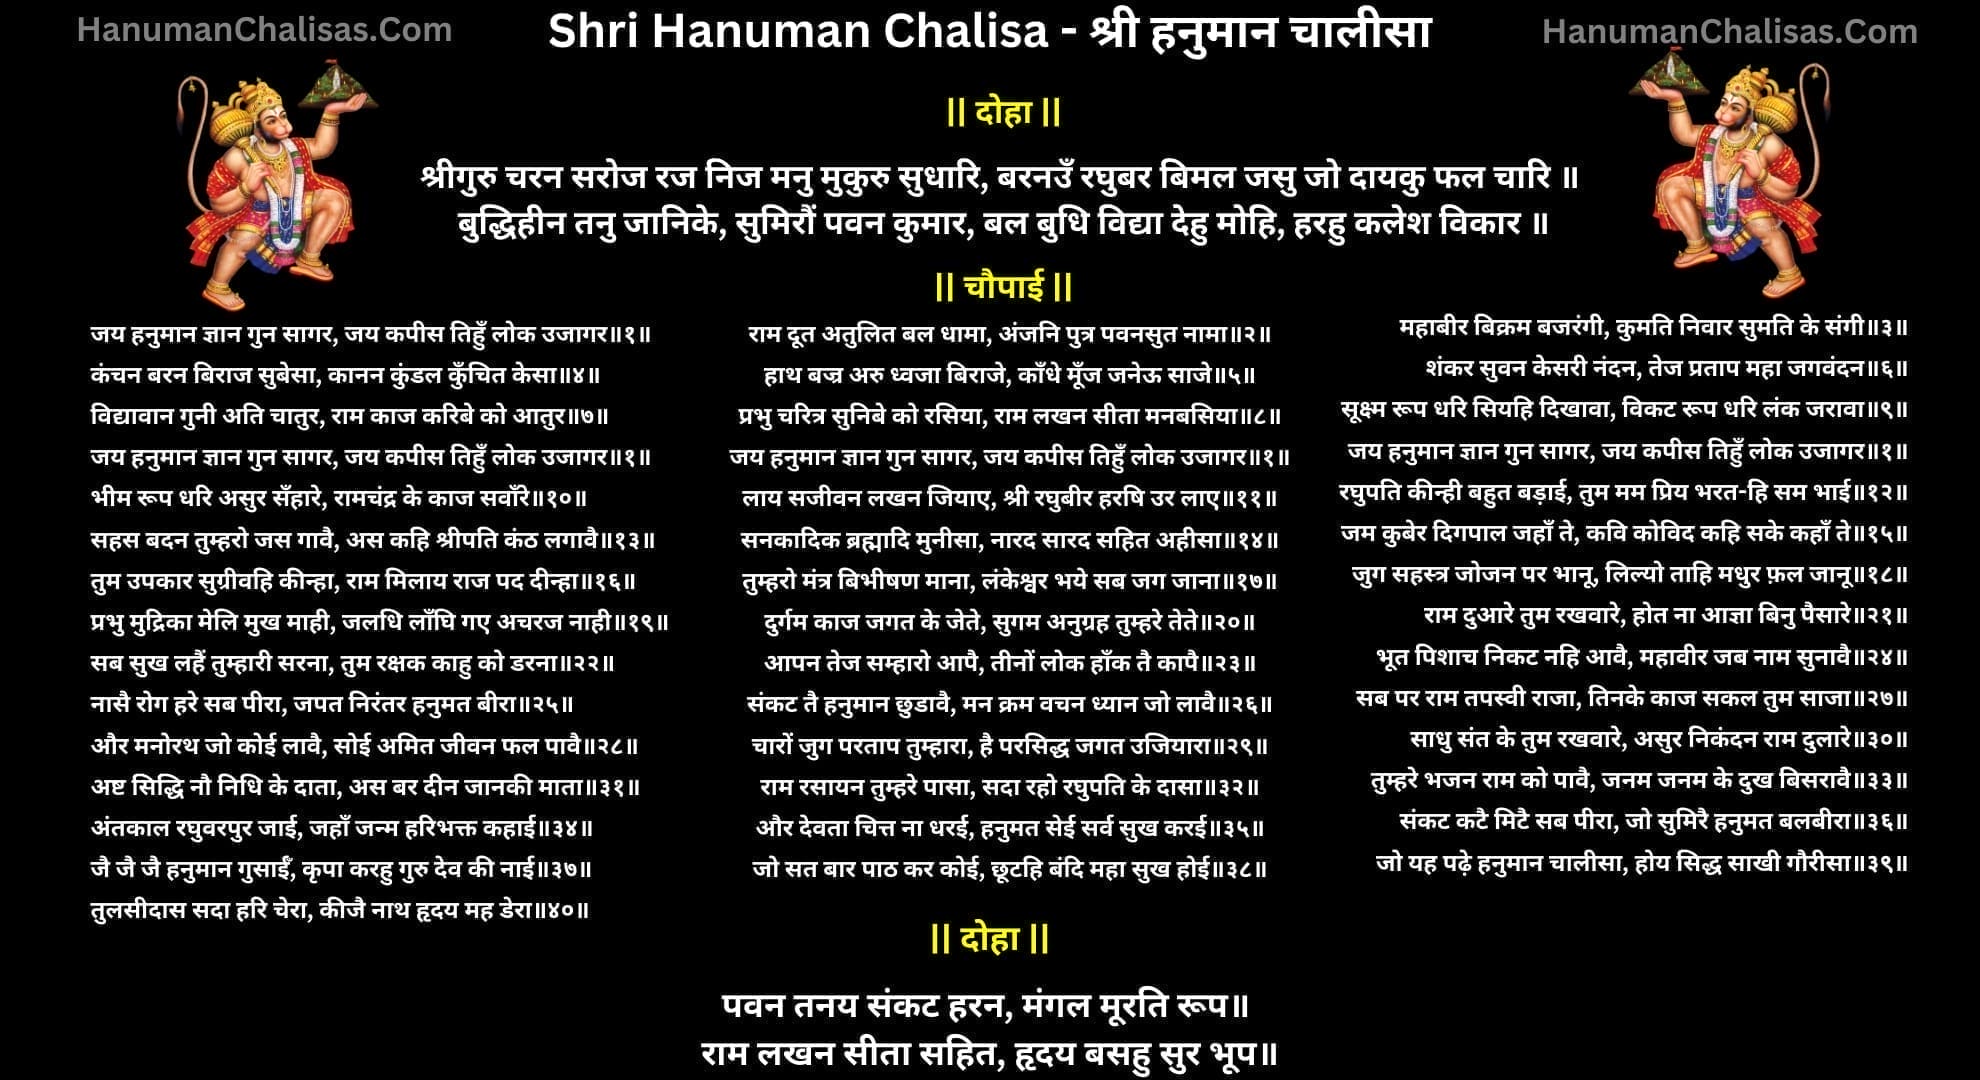 HanumanChalisas.Com
Shri Hanuman Chalisa - श्री हनुमान चालीसा
HanumanChalisas.Com
|| दोहा ||
श्रीगुरु चरन सरोज रज निज मनु मुकुरु सुधारि, बरनउँ रघुबर बिमल जसु जो दायकु फल चारि ॥
बुद्धिहीन तनु जानिके, सुमिरौं पवन कुमार, बल बुधि विद्या देहु मोहि, हरहु कलेश विकार ॥
|| चौपाई ||
जय हनुमान ज्ञान गुन सागर, जय कपीस तिहुँ लोक उजागर॥१॥
राम दूत अतुलित बल धामा, अंजनि पुत्र पवनसुत नामा॥२॥
महाबीर बिक्रम बजरंगी, कुमति निवार सुमति के संगी॥३॥
कंचन बरन बिराज सुबेसा, कानन कुंडल कुँचित केसा॥४॥
हाथ बज्र अरु ध्वजा बिराजे, काँधे मूँज जनेऊ साजे॥५॥
शंकर सुवन केसरी नंदन, तेज प्रताप महा जगवंदन॥६॥
विद्यावान गुनी अति चातुर, राम काज करिबे को आतुर॥७॥
प्रभु चरित्र सुनिबे को रसिया, राम लखन सीता मनबसिया॥८॥
सूक्ष्म रूप धरि सियहि दिखावा, विकट रूप धरि लंक जरावा॥९॥
जय हनुमान ज्ञान गुन सागर, जय कपीस तिहुँ लोक उजागर॥१॥
जय हनुमान ज्ञान गुन सागर, जय कपीस तिहुँ लोक उजागर॥१॥
जय हनुमान ज्ञान गुन सागर, जय कपीस तिहुँ लोक उजागर॥१॥
भीम रूप धरि असुर सँहारे, रामचंद्र के काज सवाँरे॥१०॥
लाय सजीवन लखन जियाए, श्री रघुबीर हरषि उर लाए॥११॥
रघुपति कीन्ही बहुत बड़ाई, तुम मम प्रिय भरत-हि सम भाई॥१२॥
सहस बदन तुम्हरो जस गावै, अस कहि श्रीपति कंठ लगावै॥१३॥
सनकादिक ब्रह्मादि मुनीसा, नारद सारद सहित अहीसा॥१४॥
जम कुबेर दिगपाल जहाँ ते, कवि कोविद कहि सके कहाँ ते॥१५॥
तुम उपकार सुग्रीवहि कीन्हा, राम मिलाय राज पद दीन्हा॥१६॥
तुम्हरो मंत्र बिभीषण माना, लंकेश्वर भये सब जग जाना॥१७॥
जुग सहस्त्र जोजन पर भानू, लिल्यो ताहि मधुर फ़ल जानू॥१८॥
प्रभु मुद्रिका मेलि मुख माही, जलधि लाँघि गए अचरज नाही॥१९॥
दुर्गम काज जगत के जेते, सुगम अनुग्रह तुम्हरे तेते॥२०॥
राम दुआरे तुम रखवारे, होत ना आज्ञा बिनु पैसारे॥२१॥
सब सुख लहैं तुम्हारी सरना, तुम रक्षक काहु को डरना॥२२॥
आपन तेज सम्हारो आपै, तीनों लोक हाँक तै कापै॥२३॥
भूत पिशाच निकट नहि आवै, महावीर जब नाम सुनावै॥२४॥
नासै रोग हरे सब पीरा, जपत निरंतर हनुमत बीरा॥२५॥
संकट तै हनुमान छुडावै, मन क्रम वचन ध्यान जो लावै॥२६॥
सब पर राम तपस्वी राजा, तिनके काज सकल तुम साजा॥२७॥
और मनोरथ जो कोई लावै, सोई अमित जीवन फल पावै॥२८॥
चारों जुग परताप तुम्हारा, है परसिद्ध जगत उजियारा॥२९॥
साधु संत के तुम रखवारे, असुर निकंदन राम दुलारे॥३०॥
अष्ट सिद्धि नौ निधि के दाता, अस बर दीन जानकी माता॥३१॥
राम रसायन तुम्हरे पासा, सदा रहो रघुपति के दासा॥३२॥
तुम्हरे भजन राम को पावै, जनम जनम के दुख बिसरावै॥३३॥
अंतकाल रघुवरपुर जाई, जहाँ जन्म हरिभक्त कहाई॥३४॥
और देवता चित्त ना धरई, हनुमत सेई सर्व सुख करई॥३५॥
संकट कटै मिटै सब पीरा, जो सुमिरै हनुमत बलबीरा॥३६॥
जै जै जै हनुमान गुसाईँ, कृपा करहु गुरु देव की नाई॥३७॥
जो सत बार पाठ कर कोई, छूटहि बंदि महा सुख होई॥३८॥
जो यह पढ़े हनुमान चालीसा, होय सिद्ध साखी गौरीसा॥३९॥
तुलसीदास सदा हरि चेरा, कीजै नाथ हृदय मह डेरा॥४०॥
|| दोहा ||
पवन तनय संकट हरन, मंगल मूरति रूप॥
राम लखन सीता सहित, हृदय बसहु सुर भूप॥